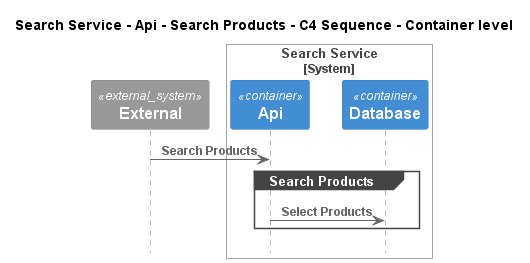 Search Service - Api - Search Products - C4 Sequence - Container level
Search Service
[System]
«external_system»
External
«container»
Api
«container»
Database
Search Products
Search Products
Select Products